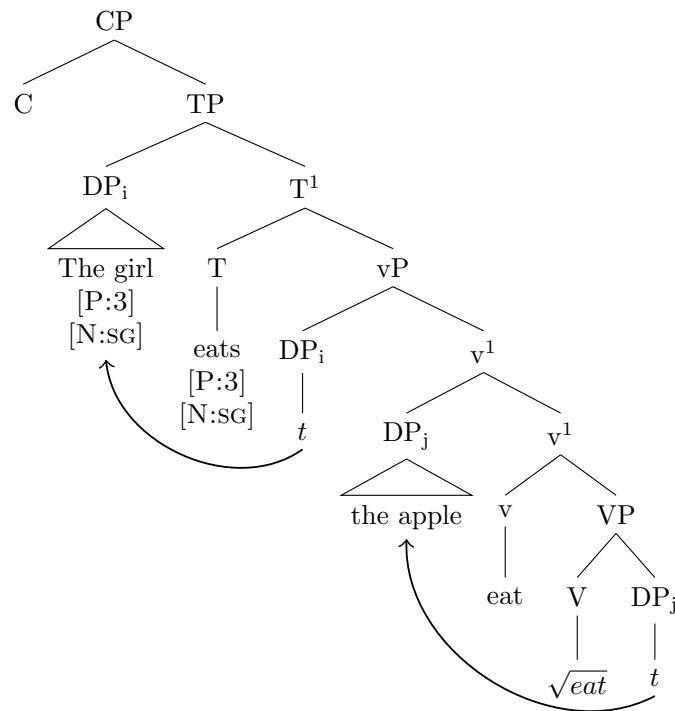 CP
C TP
DPᵢ T¹
The girl T vP
[P:3]
[N:SG] eats DPᵢ v¹
[P:3]
[N:SG] t DPⱼ v¹
the apple v VP
eat V DPⱼ
√eat t